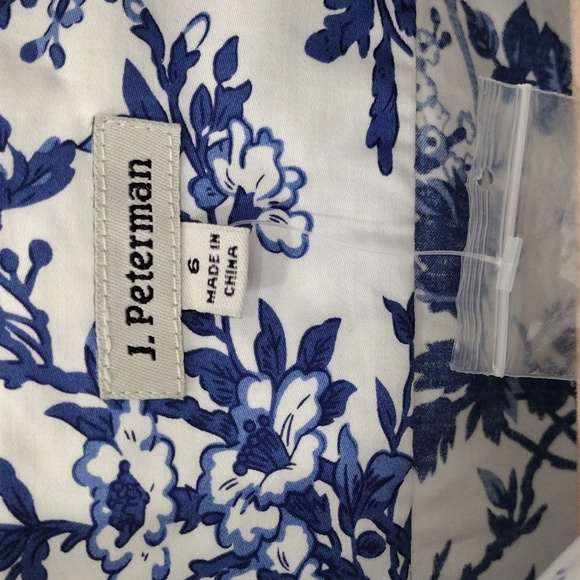 J. Peterman
6
MADE IN
CHINA